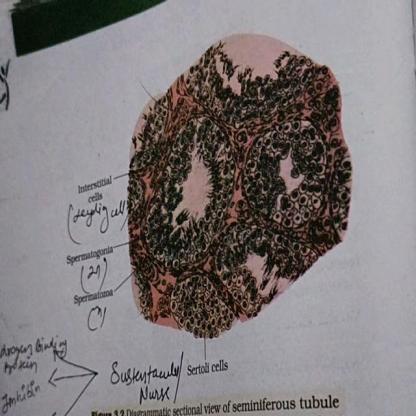 Interstitial
cells
(Leydig cell)
Spermatogonia
(2n)
Spermatozoa
Sertoli cells
Sustentacular/
Nurse
Binding
protein
Inhibin
Figure 3.2 Diagrammatic sectional view of seminiferous tubule